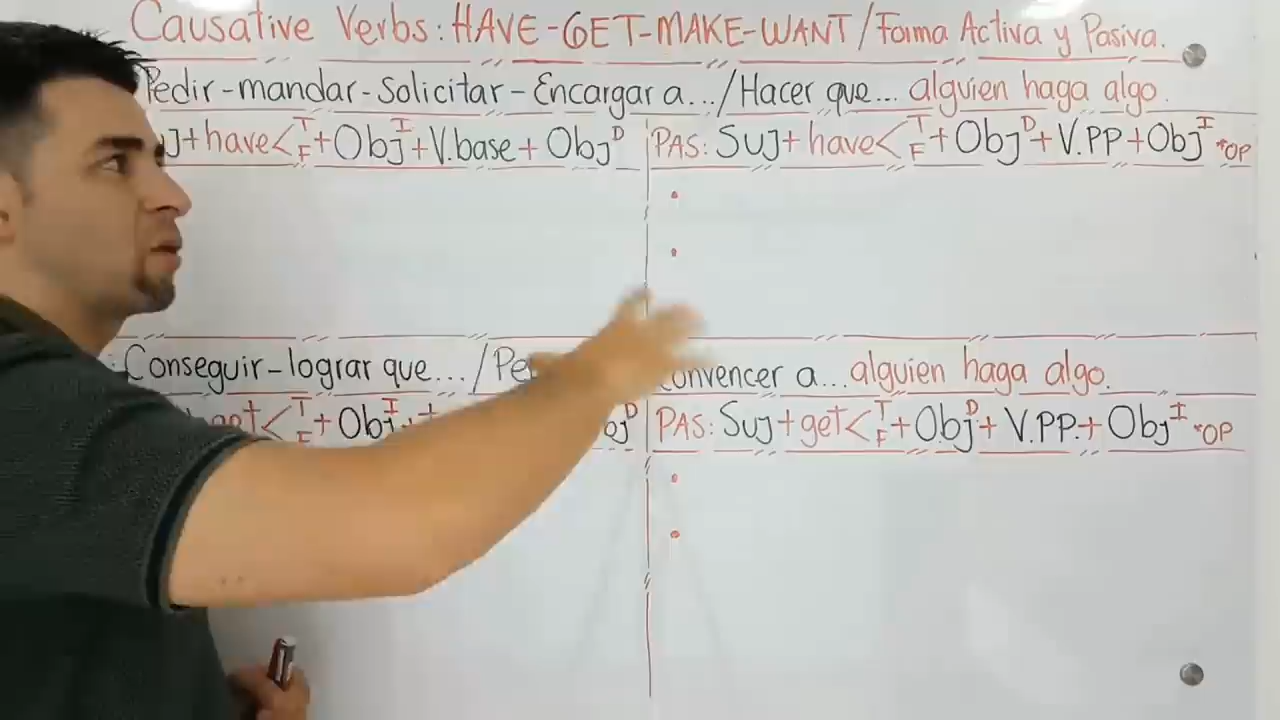 Causative Verbs: HAVE-GET-MAKE-WANT/Forma Activa y Pasiva.
Pedir-mandar-Solicitar-Encargar a.../Hacer que... alguien haga algo.
uj+have<T F+Obj I+V.base+Obj D PAS: Suj+have<T F+Obj D+V.PP+Obj I *OP
: Conseguir-lograr que.../Pe convencer a...alguien haga algo.
get<T F+Obj I+ Obj D PAS: Suj+get<T F+Obj D+V.PP.+Obj I *OP